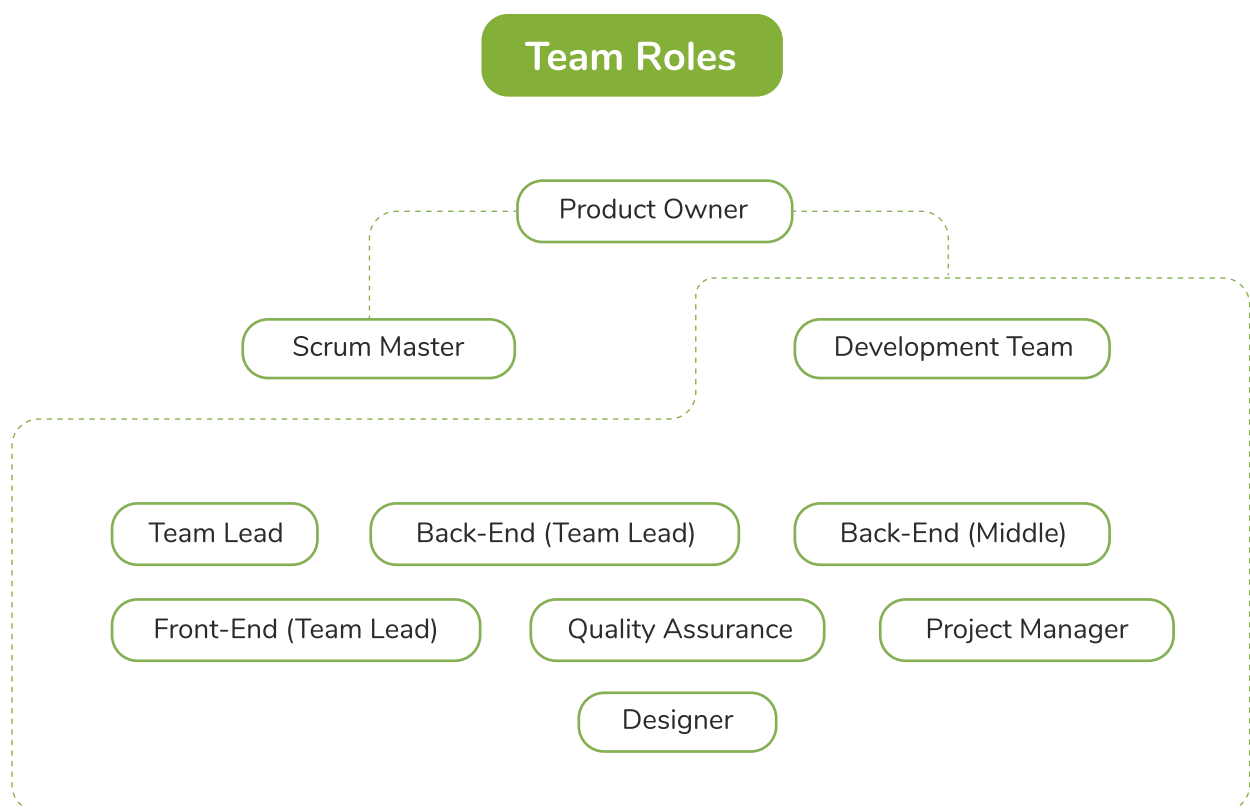 Team Roles
Product Owner
Scrum Master
Development Team
Team Lead
Back-End (Team Lead)
Back-End (Middle)
Front-End (Team Lead)
Quality Assurance
Project Manager
Designer